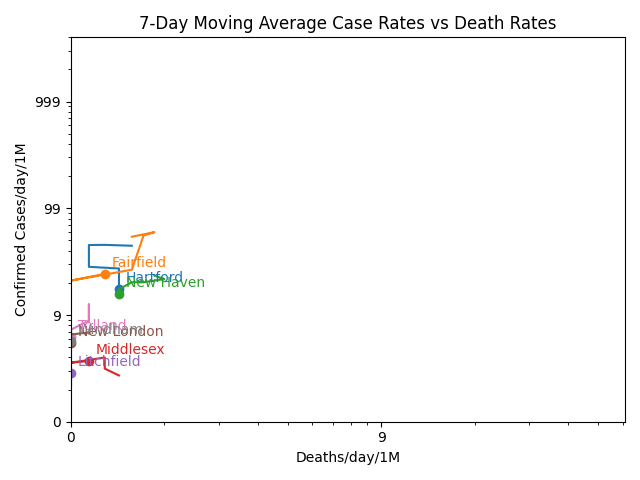 7-Day Moving Average Case Rates vs Death Rates
Confirmed Cases/day/1M
999
99
9
0
Fairfield
Hartford
New Haven
Tolland
Windham
New London
Middlesex
Litchfield
0
9
Deaths/day/1M